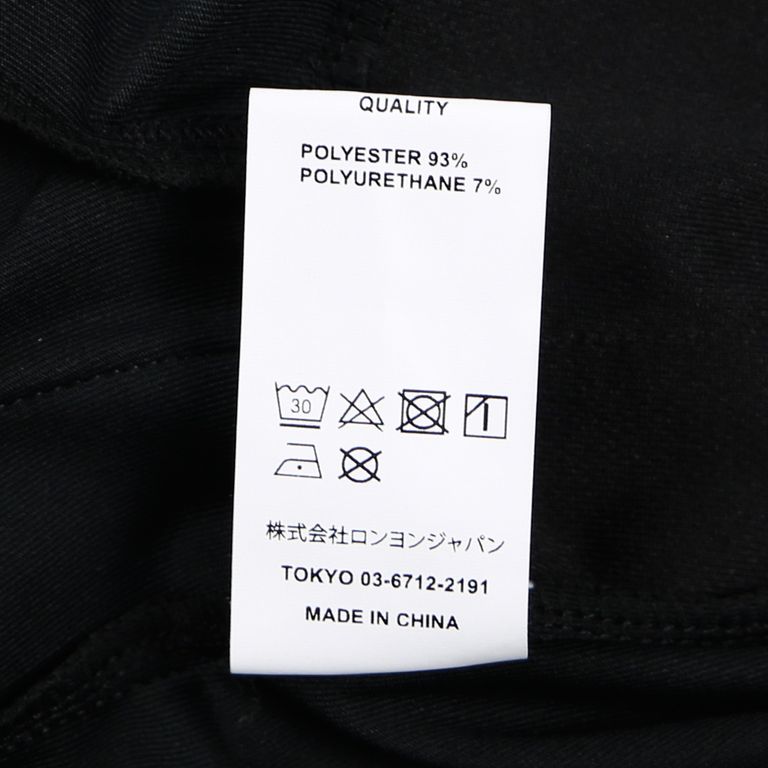 QUALITY
POLYESTER 93%
POLYURETHANE 7%
30
株式会社ロンヨンジャパン
TOKYO 03-6712-2191
MADE IN CHINA